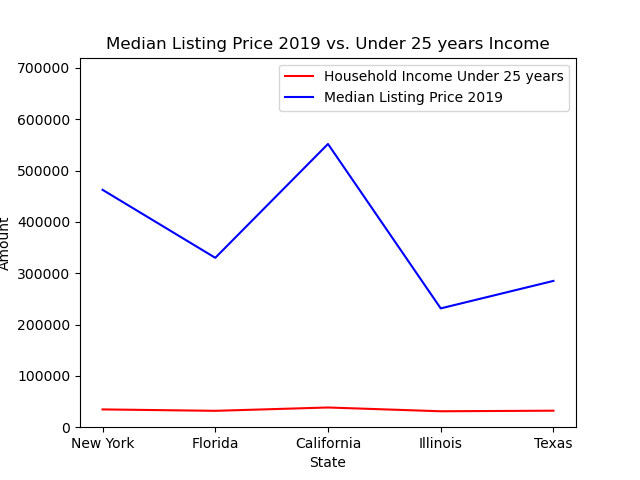 Median Listing Price 2019 vs. Under 25 years Income
Household Income Under 25 years
Median Listing Price 2019
700000
600000
500000
400000
300000
200000
100000
0
Amount
New York Florida California Illinois Texas
State